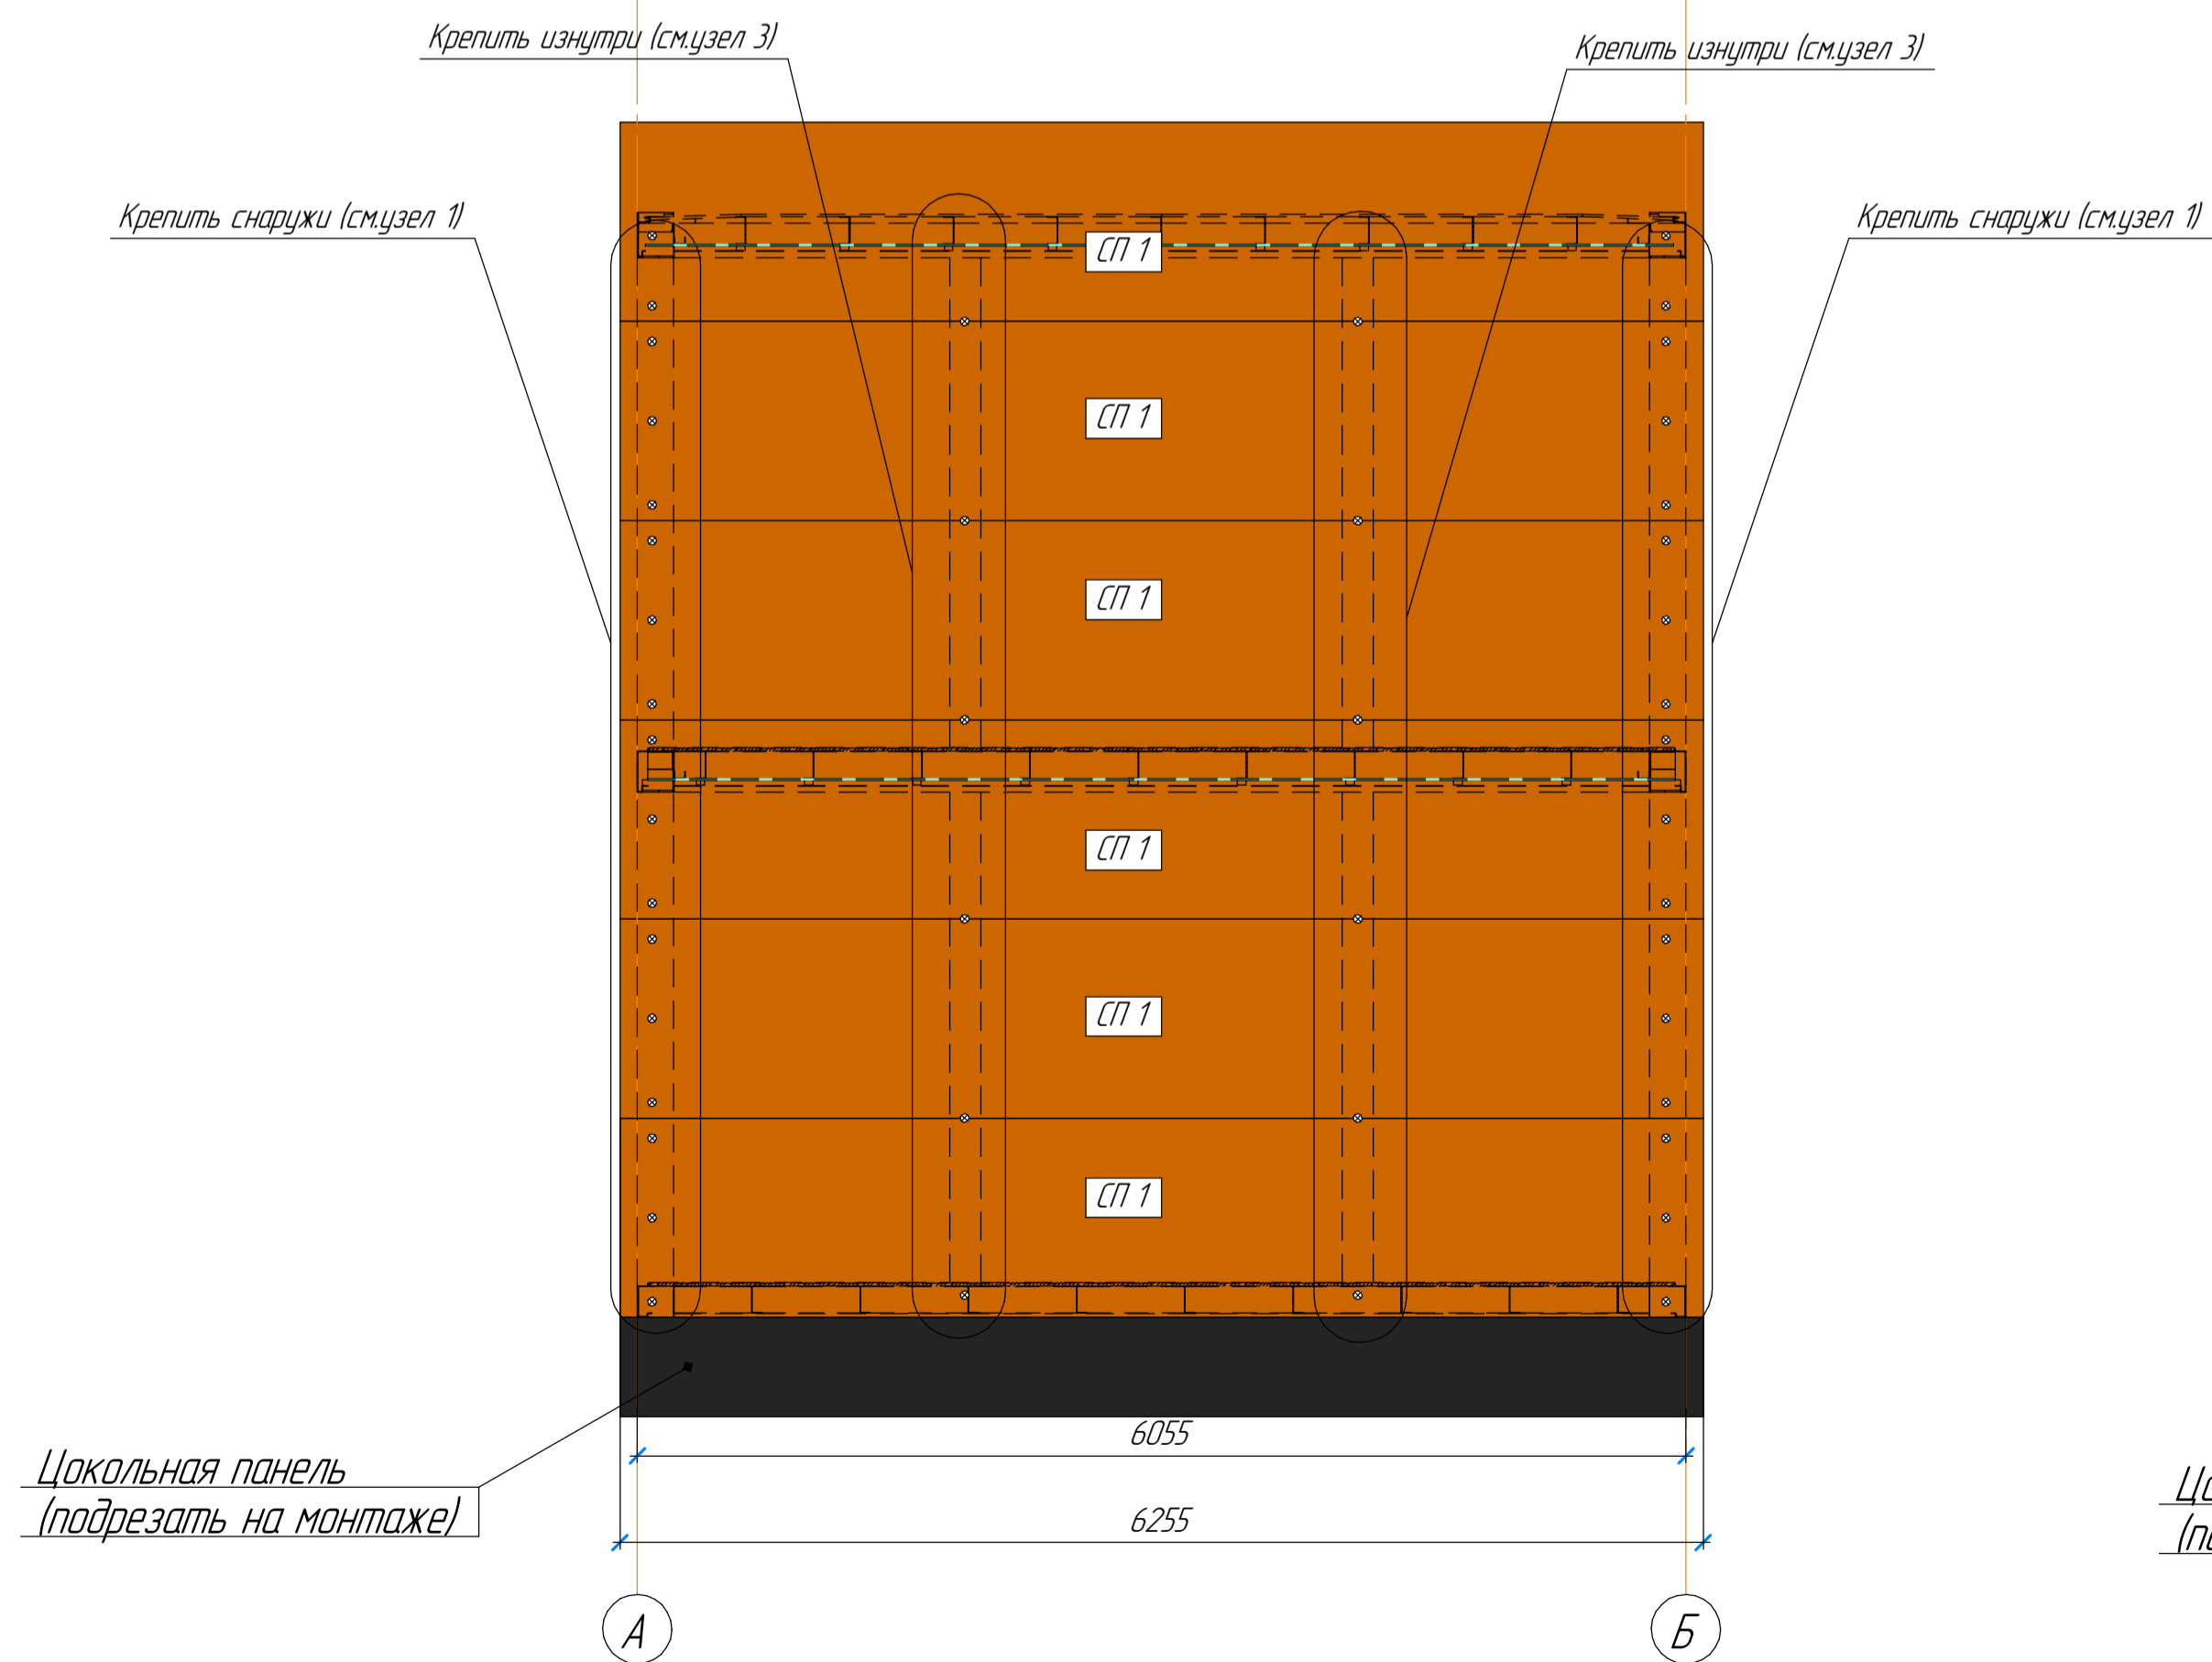 Крепить изнутри (см.узел 3)
Крепить изнутри (см.узел 3)
Крепить снаружи (см.узел 1)
Крепить снаружи (см.узел 1)
СП 1
СП 1
СП 1
СП 1
СП 1
СП 1
6055
Цокольная панель
(подрезать на монтаже)
6255
А
Б